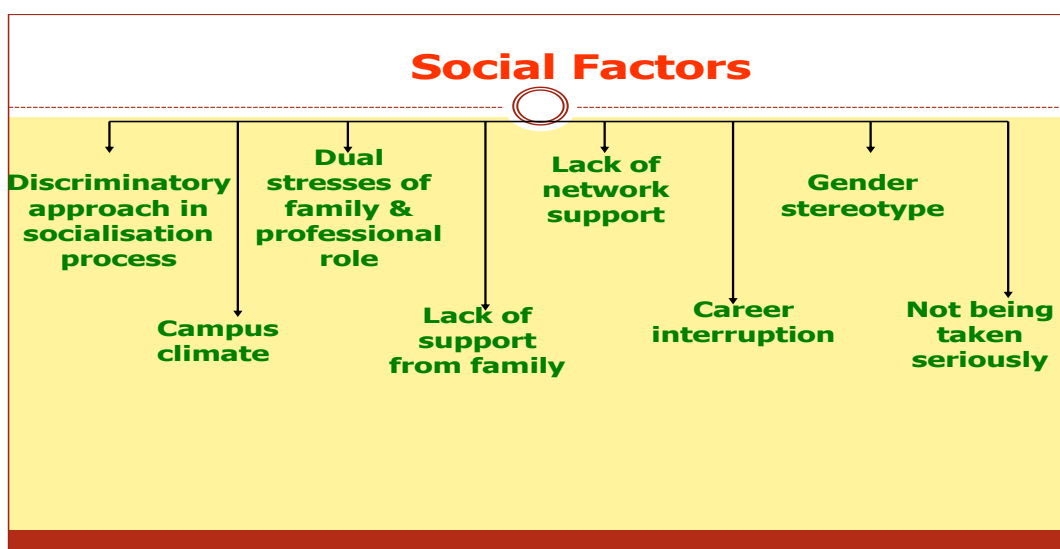 Social Factors
Discriminatory
approach in
socialisation
process
Campus
climate
Dual
stresses of
family &
professional
role
Lack of
support
from family
Lack of
network
support
Career
interruption
Gender
stereotype
Not being
taken
seriously